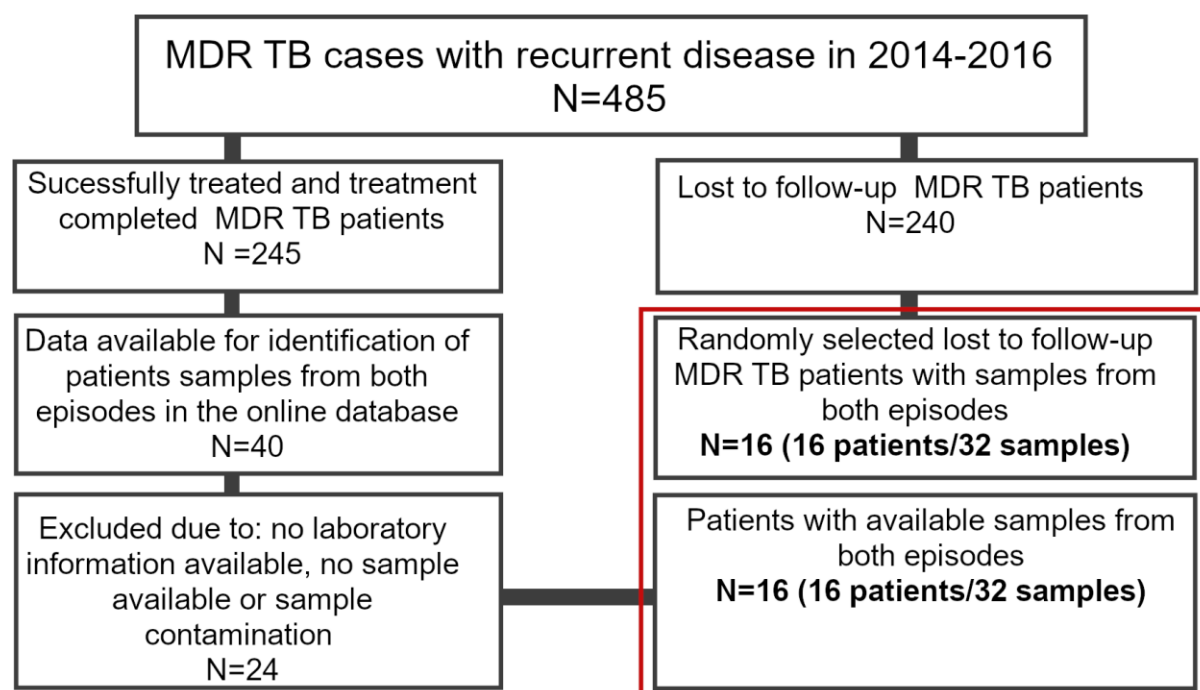 MDR TB cases with recurrent disease in 2014-2016
N=485
Sucessfully treated and treatment
completed MDR TB patients
N =245
Lost to follow-up MDR TB patients
N=240
Data available for identification of
patients samples from both
episodes in the online database
N=40
Randomly selected lost to follow-up
MDR TB patients with samples from
both episodes
N=16 (16 patients/32 samples)
Excluded due to: no laboratory
information available, no sample
available or sample
contamination
N=24
Patients with available samples from
both episodes
N=16 (16 patients/32 samples)